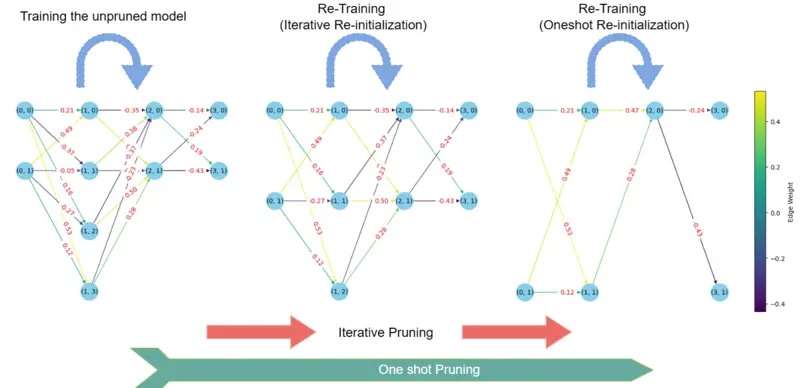 Training the unpruned model
Re-Training
(Iterative Re-initialization)
Re-Training
(Oneshot Re-initialization)
(0, 0) 0.21 (1, 0) -0.35 (2, 0) -0.14 (3, 0)
0.49 -0.37 0.38 -0.37 -0.24 0.19
(0, 1) -0.05 (1, 1) -0.23 (2, 1) -0.43 (3, 1)
0.16 0.50
-0.27 (1, 2) 0.28
0.53
0.12
(1, 3)
(0, 0) 0.21 (1, 0) -0.35 (2, 0) -0.14 (3, 0)
0.49 -0.37 -0.24
0.16 -0.23 0.19
(0, 1) -0.27 (1, 1) 0.50 (2, 1) -0.43 (3, 1)
0.53 0.28
0.12
(1, 2)
(0, 0) 0.21 (1, 0) 0.47 (2, 0) -0.24 (3, 0)
0.49 0.28
0.53 -0.43
(0, 1) 0.12 (1, 1) (3, 1)
0.4
0.2
0.0
−0.2
−0.4
Edge Weight
Iterative Pruning
One shot Pruning